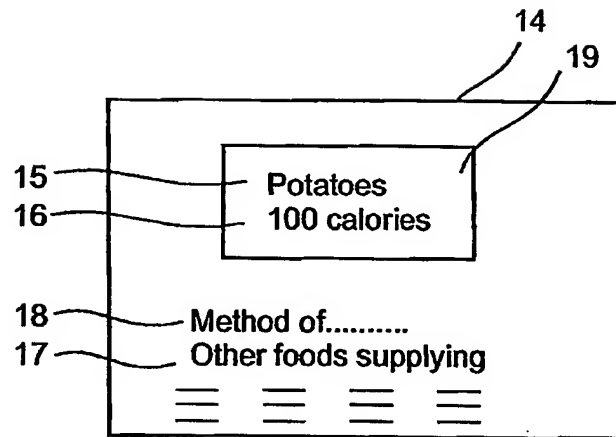 14
19
15 Potatoes
16 100 calories
18 Method of..........
17 Other foods supplying